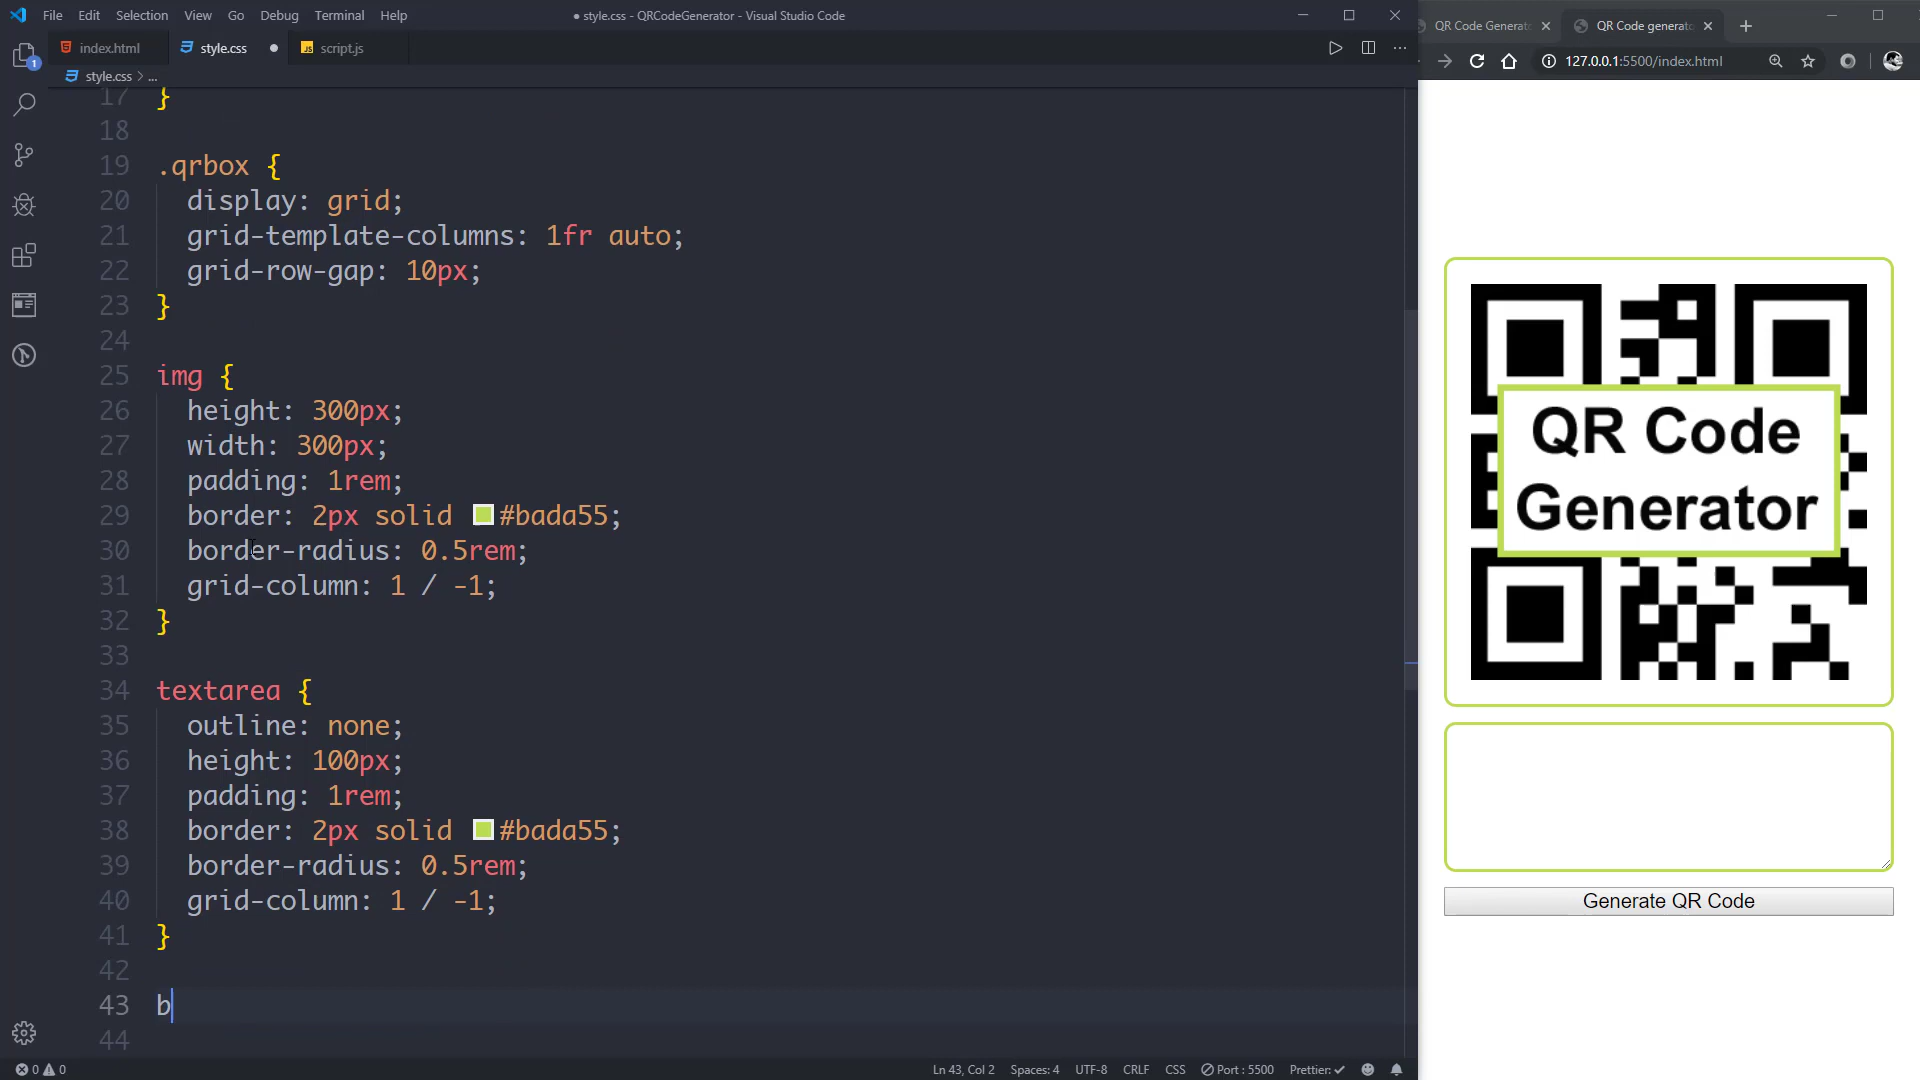 File Edit Selection View Go Debug Terminal Help
● style.css - QRCodeGenerator - Visual Studio Code
index.html style.css ● script.js
style.css > ...
17 }
18
19 .qrbox {
20 display: grid;
21 grid-template-columns: 1fr auto;
22 grid-row-gap: 10px;
23 }
24
25 img {
26 height: 300px;
27 width: 300px;
28 padding: 1rem;
29 border: 2px solid #bada55;
30 border-radius: 0.5rem;
31 grid-column: 1 / -1;
32 }
33
34 textarea {
35 outline: none;
36 height: 100px;
37 padding: 1rem;
38 border: 2px solid #bada55;
39 border-radius: 0.5rem;
40 grid-column: 1 / -1;
41 }
42
43 b
44
1
0 0
Ln 43, Col 2 Spaces: 4 UTF-8 CRLF CSS Port : 5500 Prettier: ✓
QR Code Generat QR Code generat
127.0.0.1:5500/index.html
QR Code
Generator
Generate QR Code